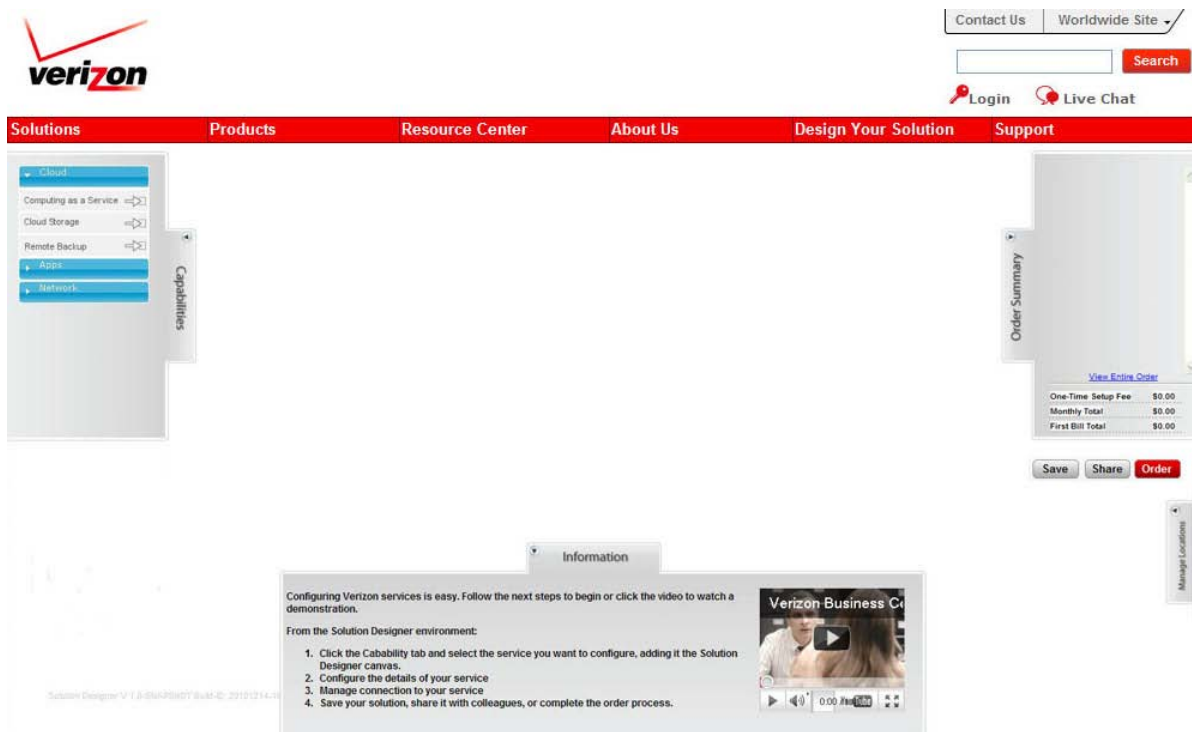 Contact Us
Worldwide Site
verizon
Search
Login
Live Chat
Solutions
Products
Resource Center
About Us
Design Your Solution
Support
Cloud
Computing as a Service
Cloud Storage
Remote Backup
Apps
Network
Capabilities
Order Summary
View Entire Order
One-Time Setup Fee $0.00
Monthly Total $0.00
First Bill Total $0.00
Save
Share
Order
Manage Locations
Information
Configuring Verizon services is easy. Follow the next steps to begin or click the video to watch a
demonstration.
From the Solution Designer environment:
1. Click the Cabability tab and select the service you want to configure, adding it the Solution
Designer canvas.
2. Configure the details of your service
3. Manage connection to your service
4. Save your solution, share it with colleagues, or complete the order process.
Verizon Business
0:00
YouTube
Solution Designer